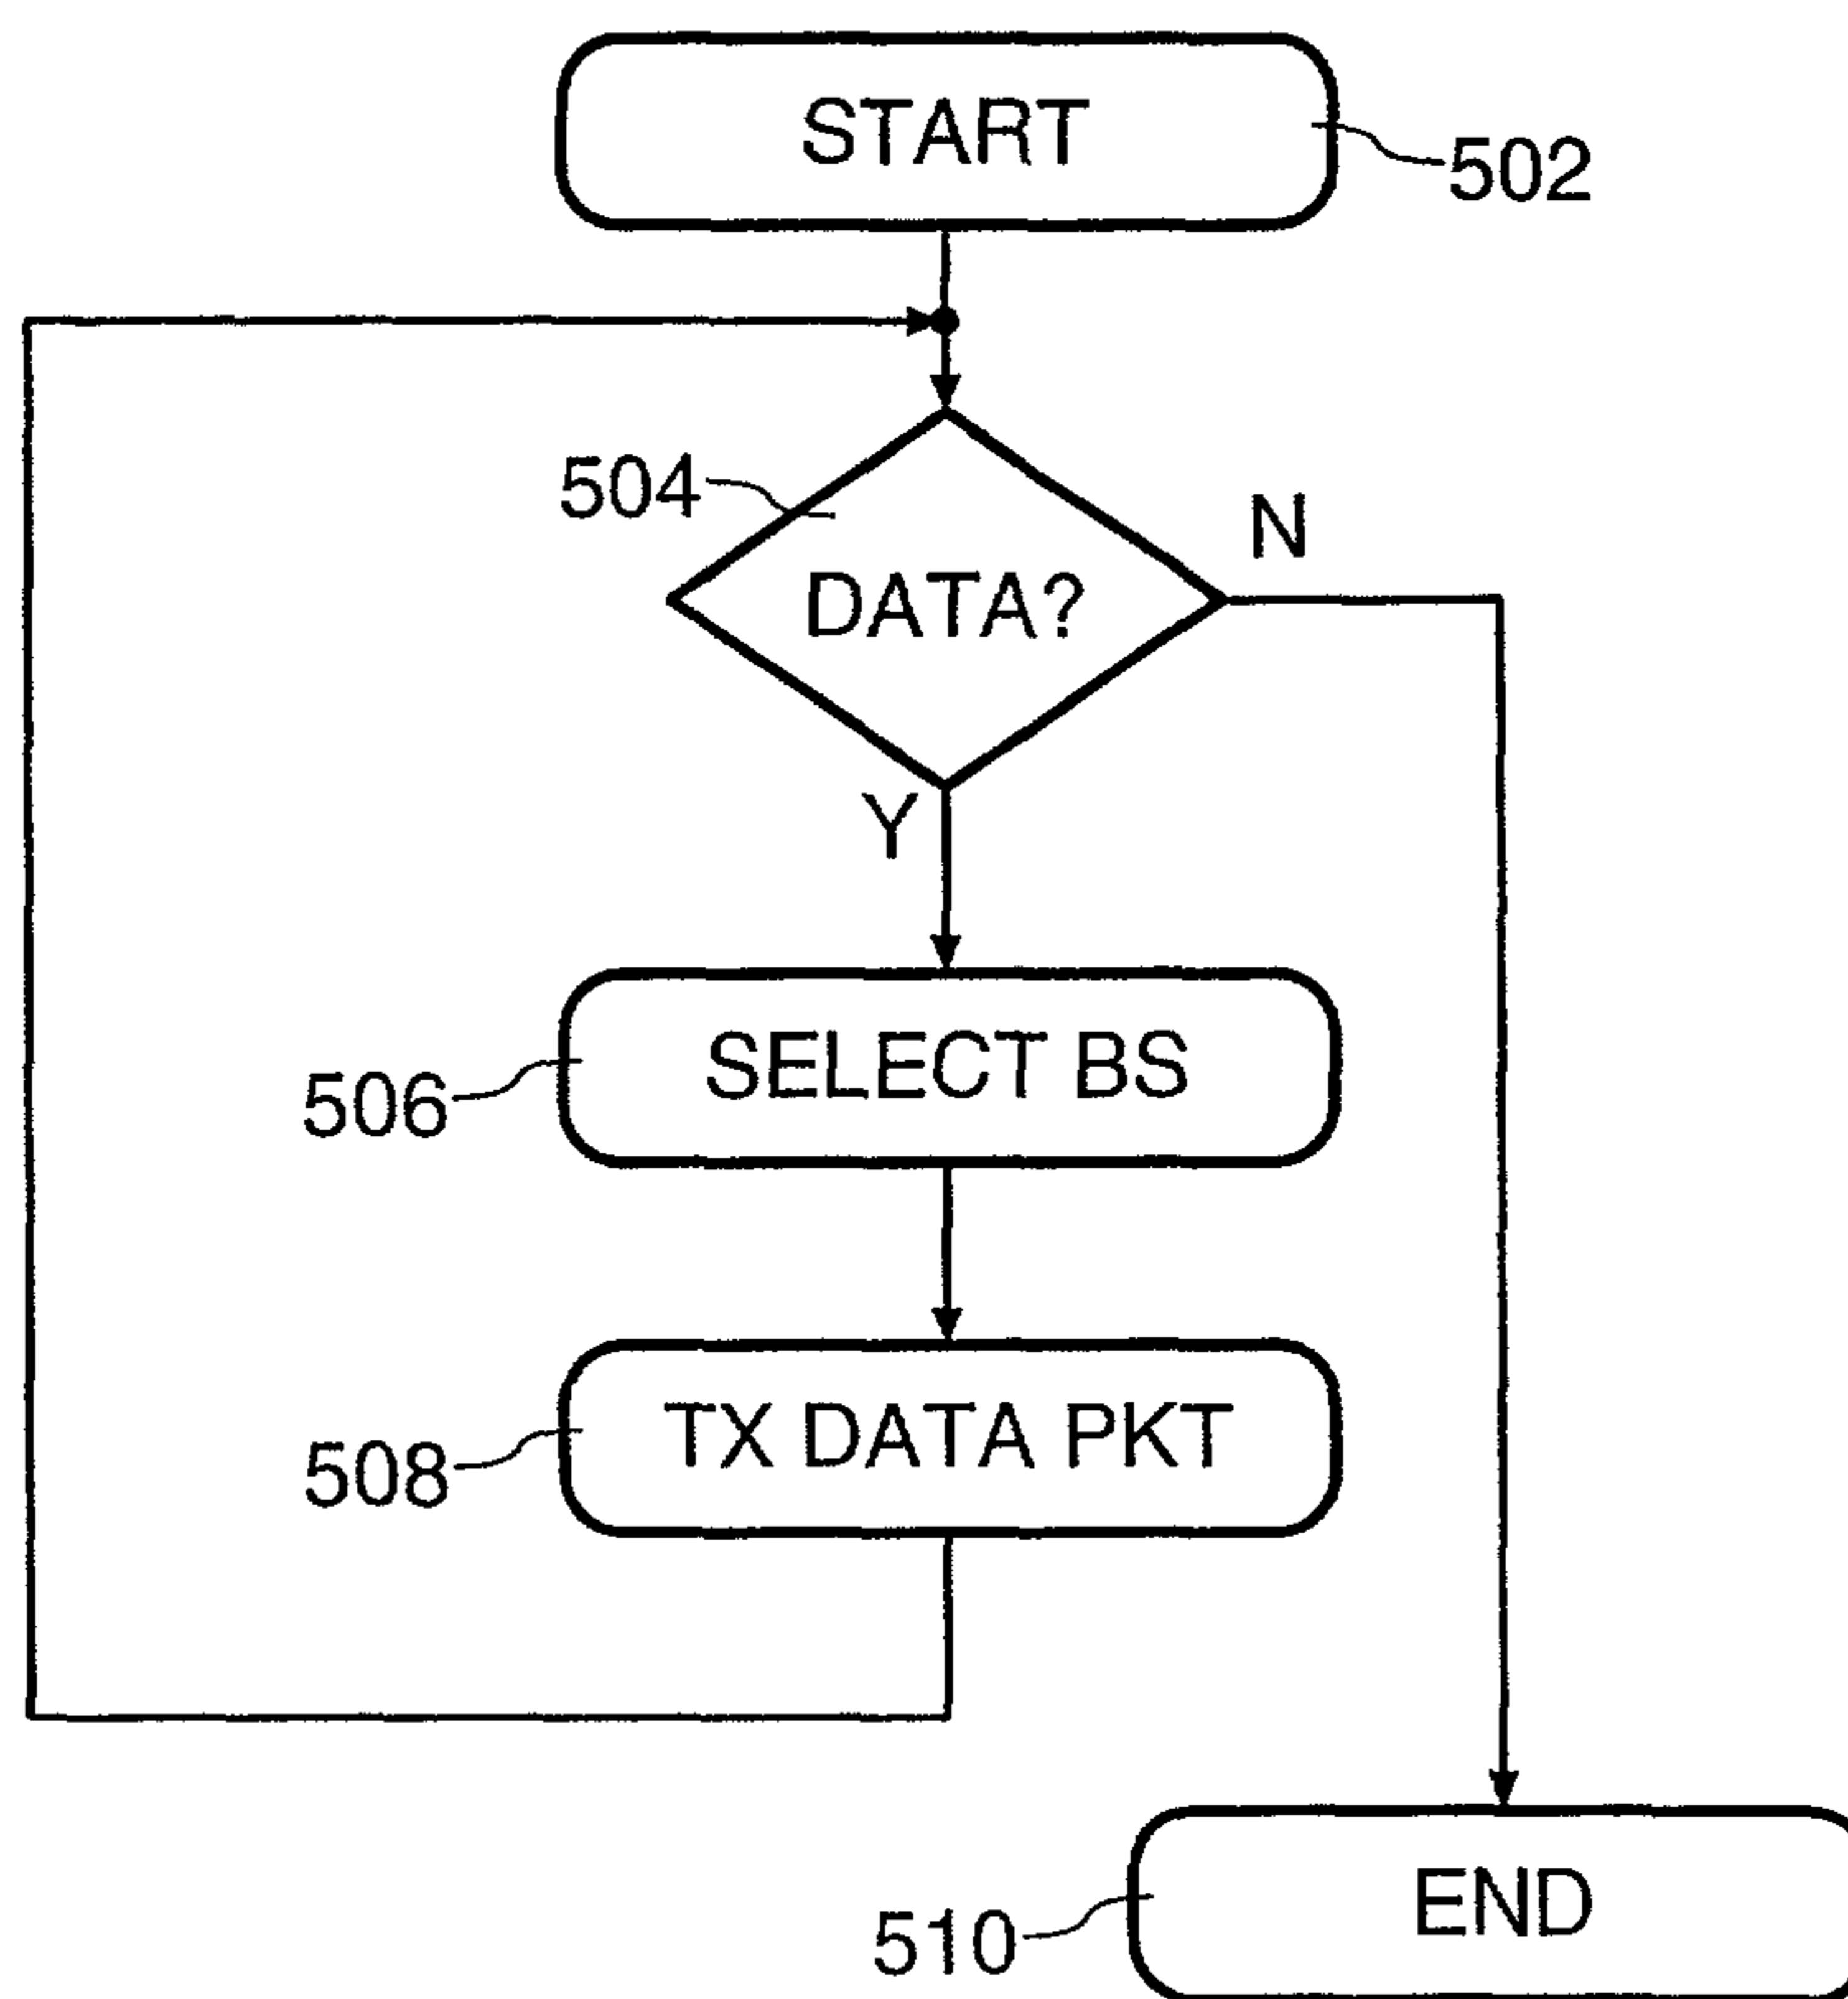 START
502
504
N
DATA?
Y
SELECT BS
506
TX DATA PKT
508
END
510